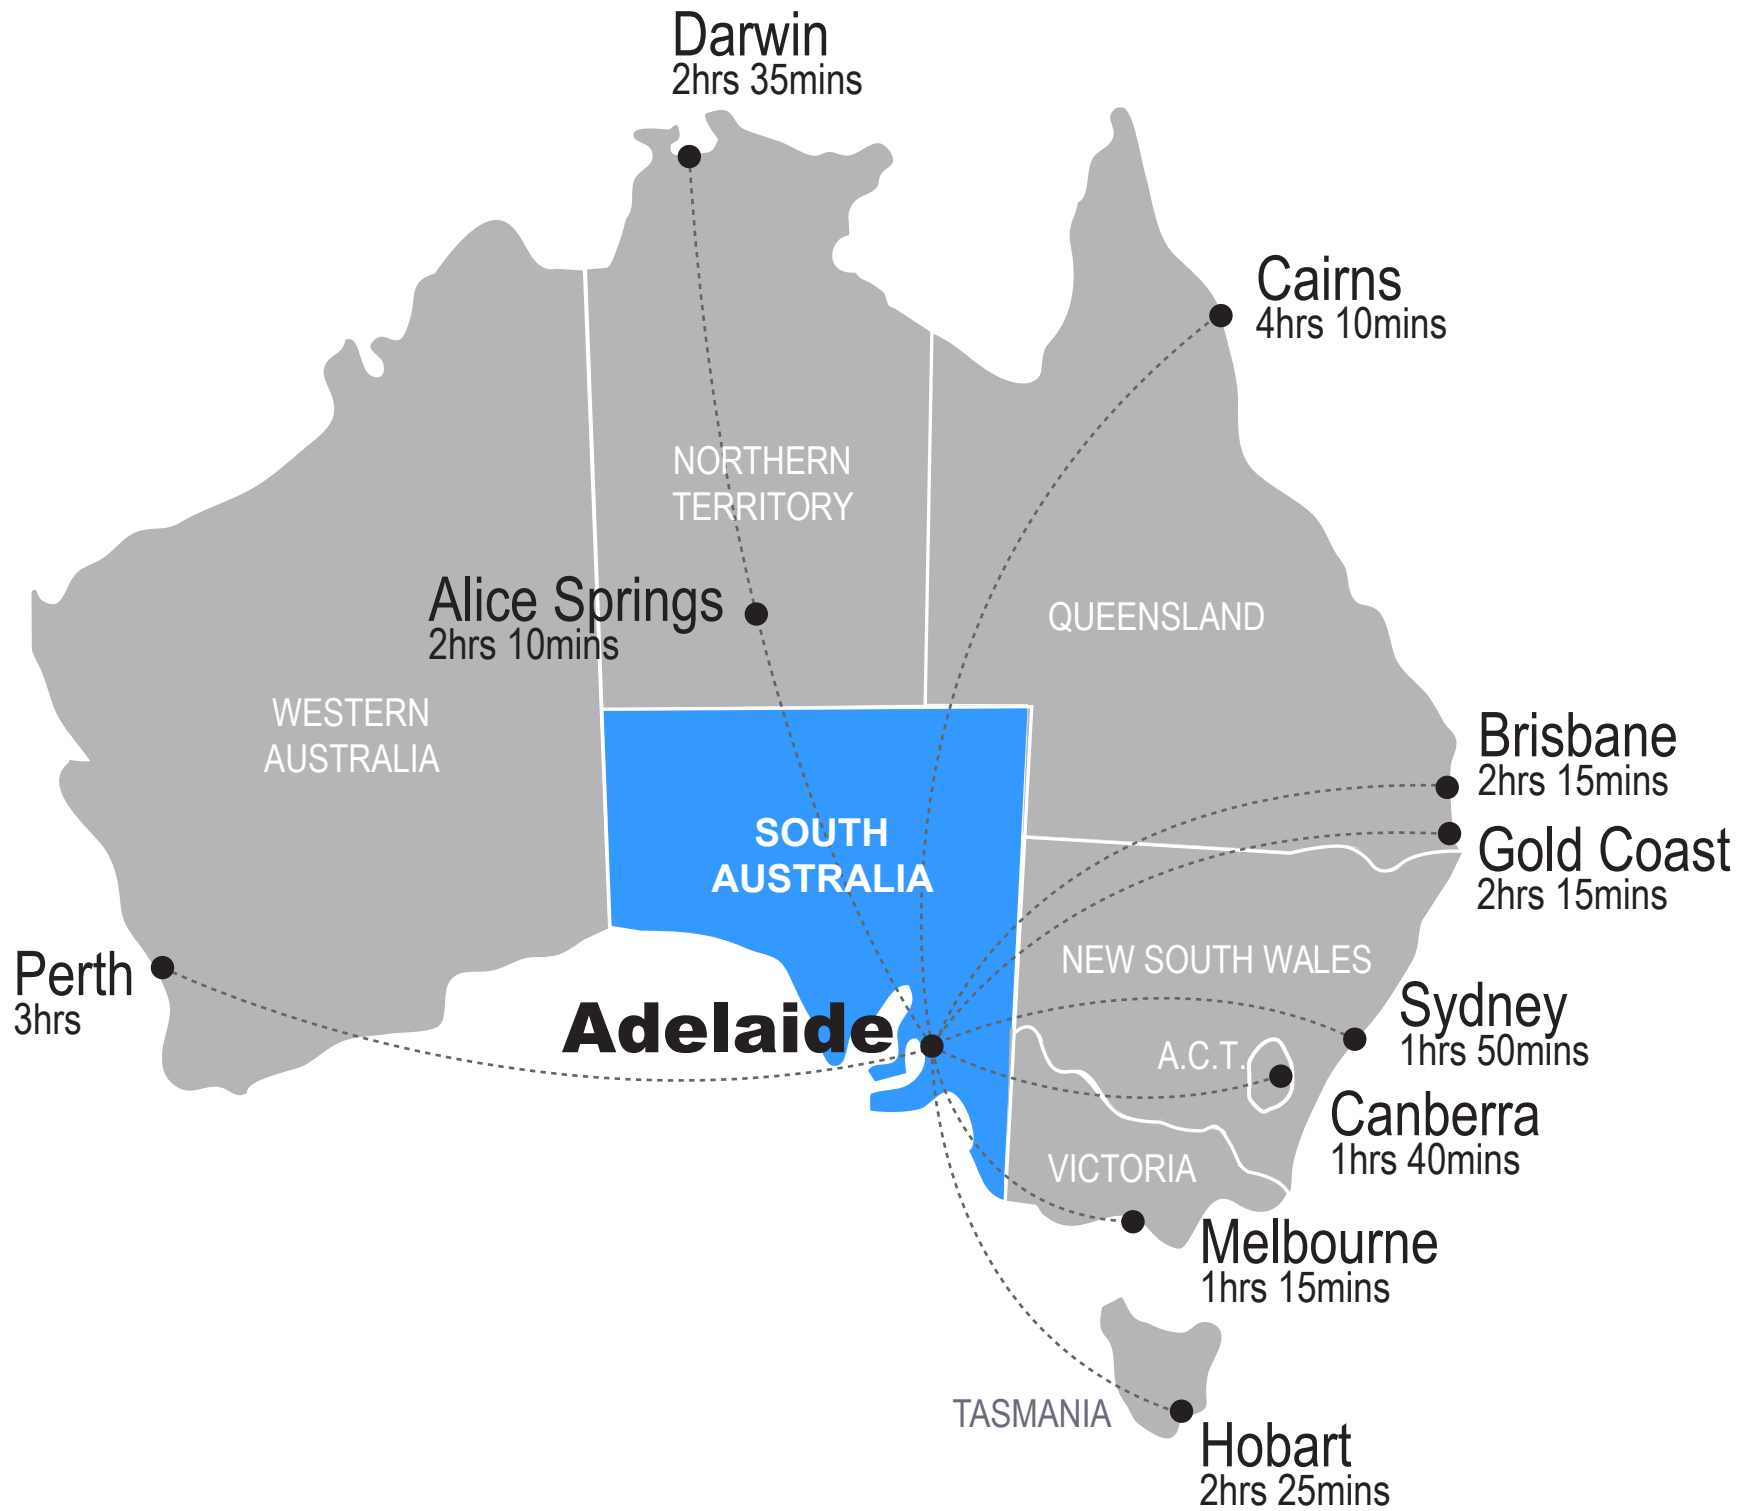 Darwin
2hrs 35mins
Cairns
4hrs 10mins
NORTHERN
TERRITORY
Alice Springs
2hrs 10mins
QUEENSLAND
WESTERN
AUSTRALIA
Brisbane
2hrs 15mins
SOUTH
AUSTRALIA
Gold Coast
2hrs 15mins
NEW SOUTH WALES
Perth
3hrs
Adelaide
Sydney
1hrs 50mins
A.C.T.
Canberra
1hrs 40mins
VICTORIA
Melbourne
1hrs 15mins
TASMANIA
Hobart
2hrs 25mins